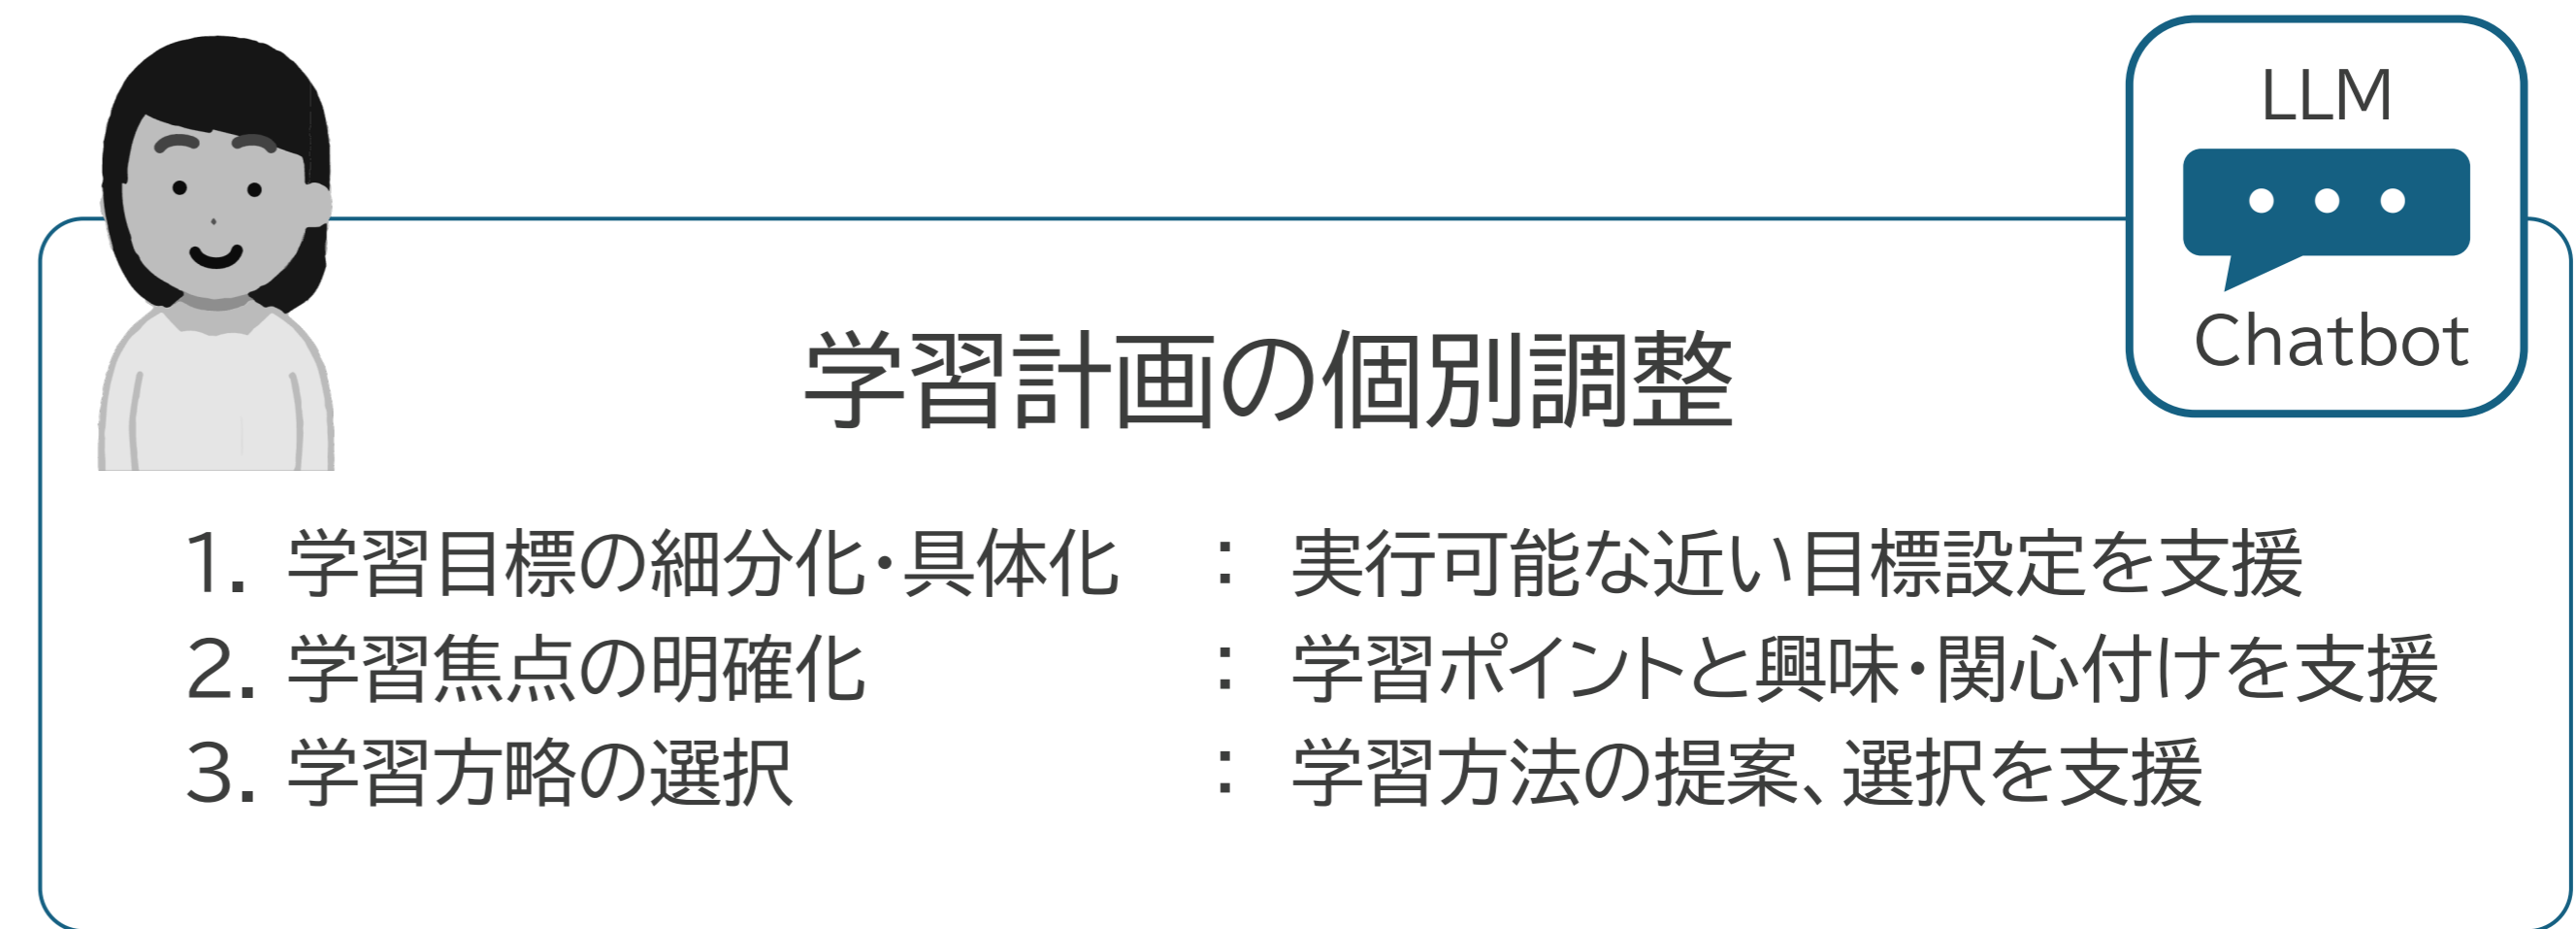 LLM
Chatbot
学習計画の個別調整
1. 学習目標の細分化・具体化 : 実行可能な近い目標設定を支援
2. 学習焦点の明確化 : 学習ポイントと興味・関心付けを支援
3. 学習方略の選択 : 学習方法の提案、選択を支援